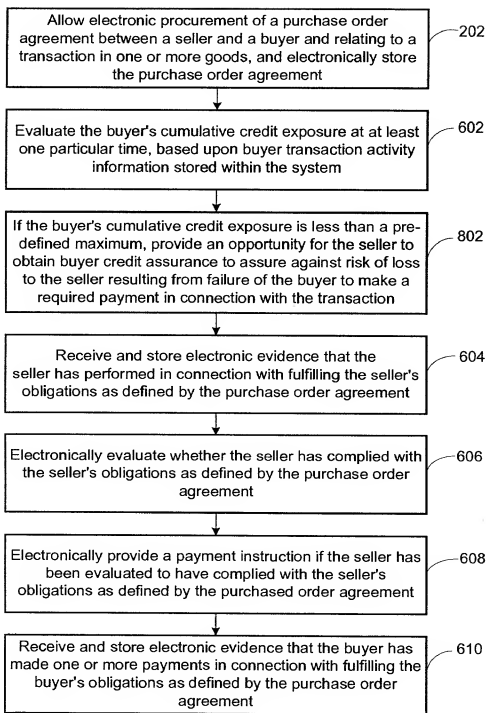 Allow electronic procurement of a purchase order
agreement between a seller and a buyer and relating to a
transaction in one or more goods, and electronically store
the purchase order agreement
202
Evaluate the buyer's cumulative credit exposure at at least
one particular time, based upon buyer transaction activity
information stored within the system
602
If the buyer's cumulative credit exposure is less than a pre-
defined maximum, provide an opportunity for the seller to
obtain buyer credit assurance to assure against risk of loss
to the seller resulting from failure of the buyer to make a
required payment in connection with the transaction
802
Receive and store electronic evidence that the
seller has performed in connection with fulfilling the seller's
obligations as defined by the purchase order agreement
604
Electronically evaluate whether the seller has complied with
the seller's obligations as defined by the purchase order
agreement
606
Electronically provide a payment instruction if the seller has
been evaluated to have complied with the seller's
obligations as defined by the purchased order agreement
608
Receive and store electronic evidence that the buyer has
made one or more payments in connection with fulfilling the
buyer's obligations as defined by the purchase order
agreement
610